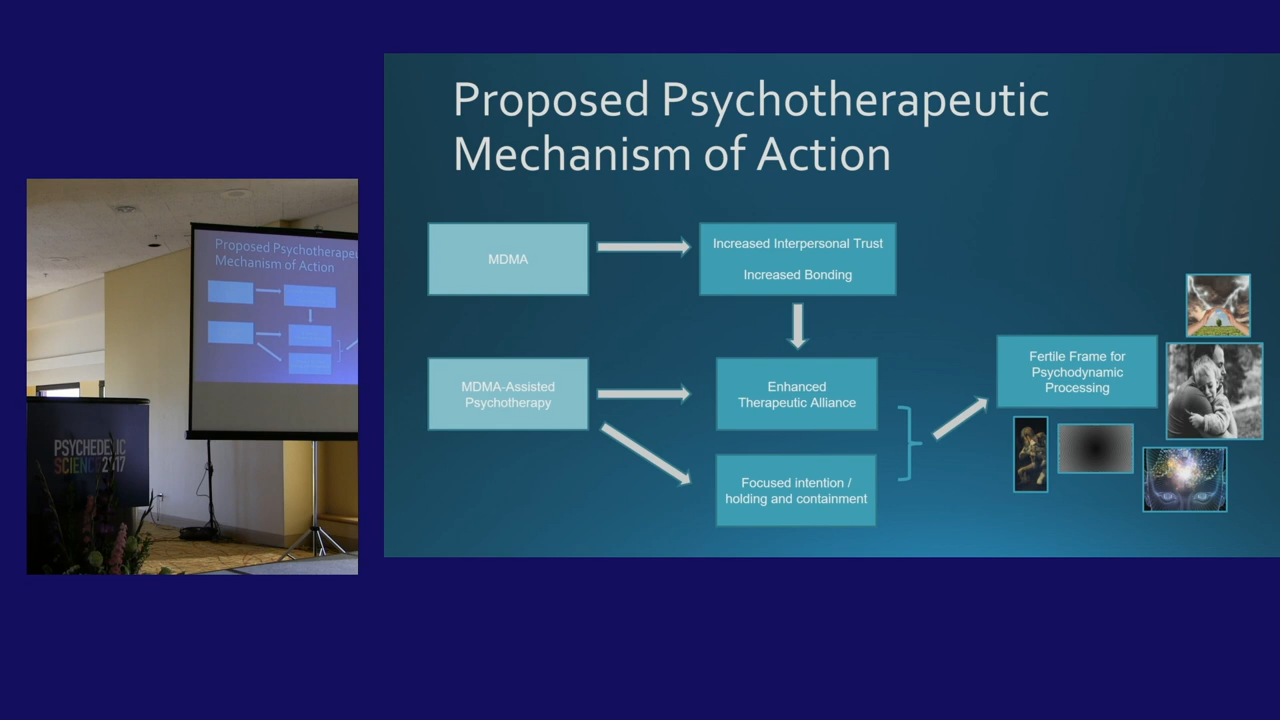 Proposed Psychotherapeutic
Mechanism of Action
MDMA
Increased Interpersonal Trust
Increased Bonding
MDMA-Assisted
Psychotherapy
Enhanced
Therapeutic Alliance
Focused intention /
holding and containment
Fertile Frame for
Psychodynamic
Processing
Proposed Psychotherapeu
Mechanism of Action
PSYCHEDELIC
SCIENCE 2017